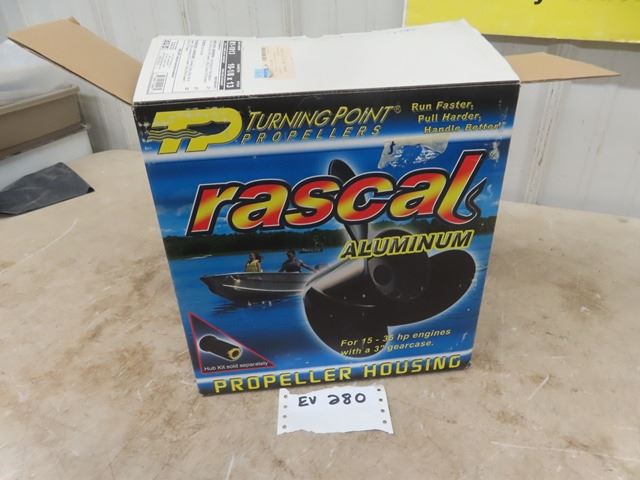 TP TURNING POINT®
PROPELLERS
Run Faster,
Pull Harder,
Handle Better!
rascal
ALUMINUM
For 15 - 35 hp engines
with a 3" gearcase.
Hub Kit sold separately
PROPELLER HOUSING
EV 280